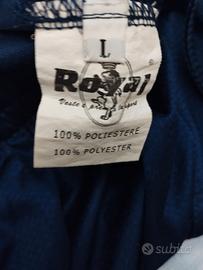 L
Royal
100% POLIESTERE
100% POLYESTER
subito